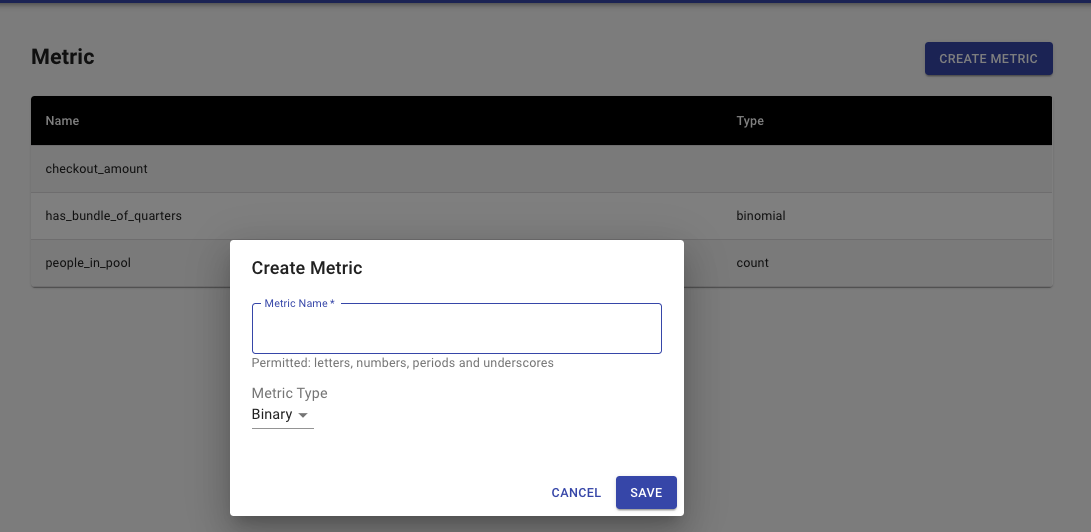 Metric
CREATE METRIC
Name Type
checkout_amount
has_bundle_of_quarters binomial
people_in_pool count
Create Metric
Metric Name *
Permitted: letters, numbers, periods and underscores
Metric Type
Binary
CANCEL SAVE